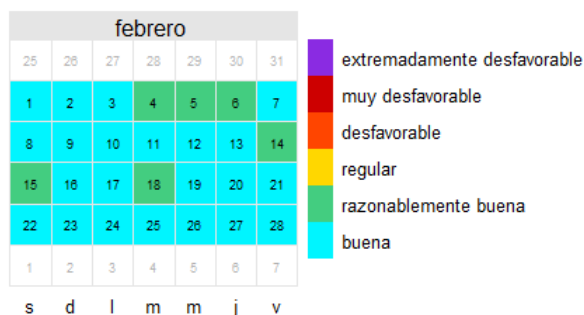 febrero
25 26 27 28 29 30 31
1 2 3 4 5 6 7
8 9 10 11 12 13 14
15 16 17 18 19 20 21
22 23 24 25 26 27 28
1 2 3 4 5 6 7
s d l m m j v
extremadamente desfavorable
muy desfavorable
desfavorable
regular
razonablemente buena
buena